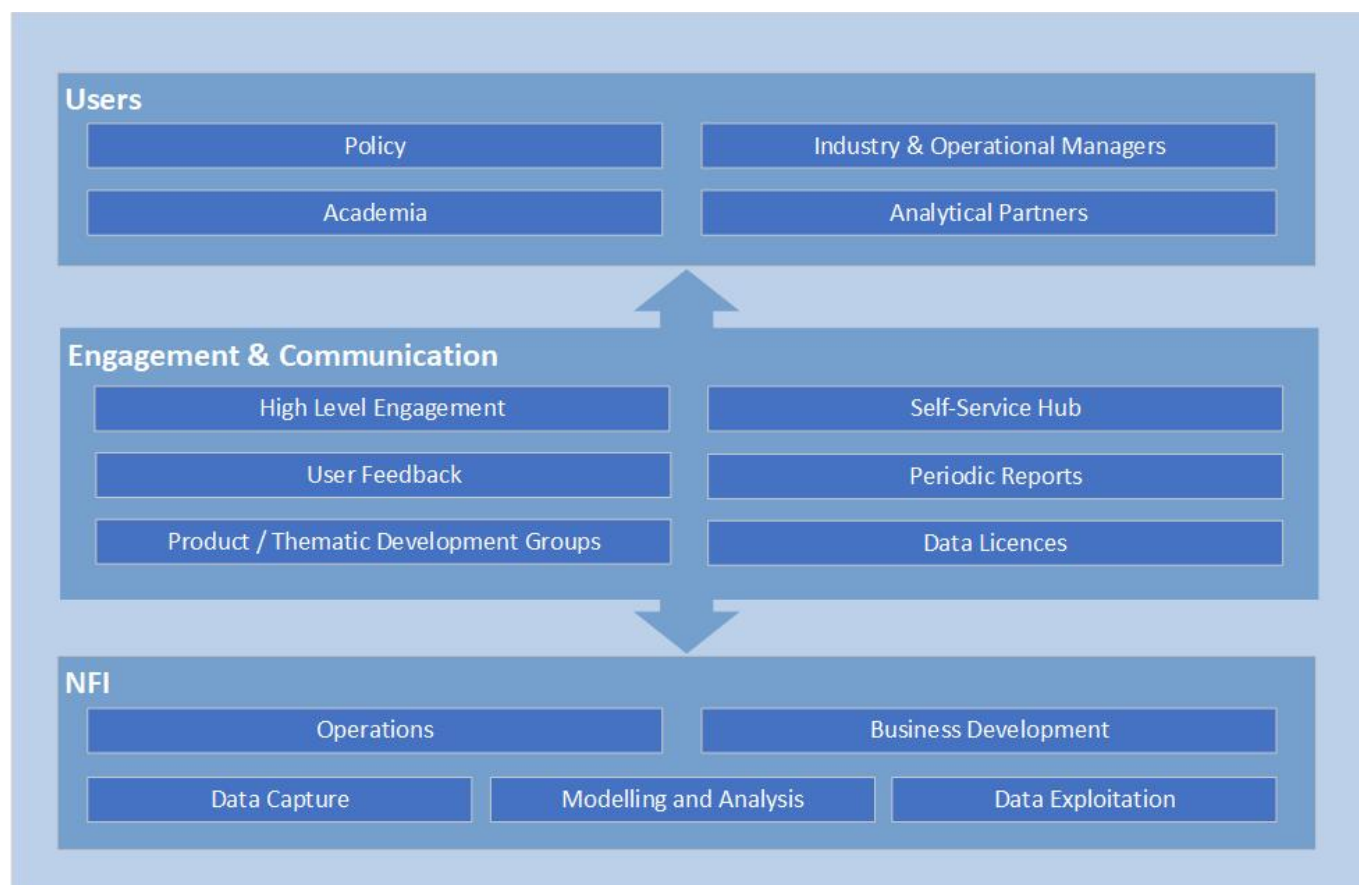 Users
Policy
Industry & Operational Managers
Academia
Analytical Partners
Engagement & Communication
High Level Engagement
Self-Service Hub
User Feedback
Periodic Reports
Product / Thematic Development Groups
Data Licences
NFI
Operations
Business Development
Data Capture
Modelling and Analysis
Data Exploitation